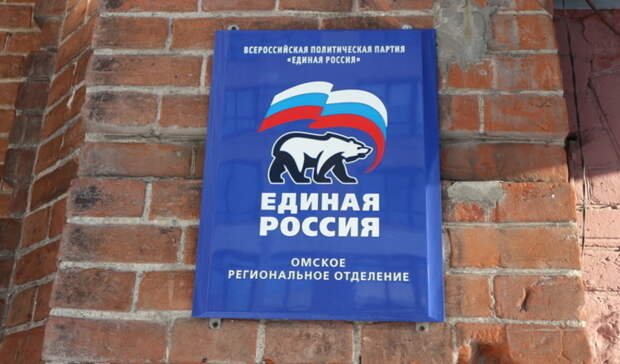 ВСЕРОССИЙСКАЯ ПОЛИТИЧЕСКАЯ ПАРТИЯ
«ЕДИНАЯ РОССИЯ»
ЕДИНАЯ
РОССИЯ
ОМСКОЕ
РЕГИОНАЛЬНОЕ ОТДЕЛЕНИЕ